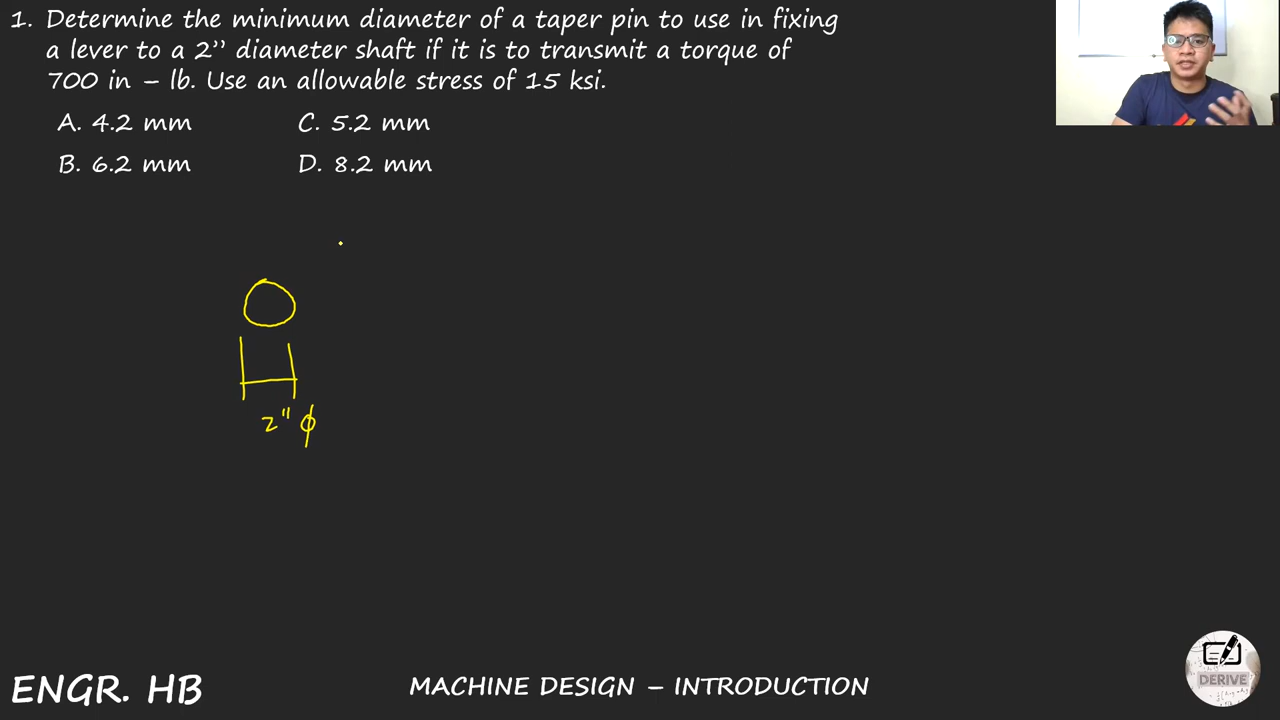 1. Determine the minimum diameter of a taper pin to use in fixing
a lever to a 2” diameter shaft if it is to transmit a torque of
700 in – lb. Use an allowable stress of 15 ksi.
A. 4.2 mm C. 5.2 mm
B. 6.2 mm D. 8.2 mm
2" ϕ
ENGR. HB
MACHINE DESIGN – INTRODUCTION
DERIVE